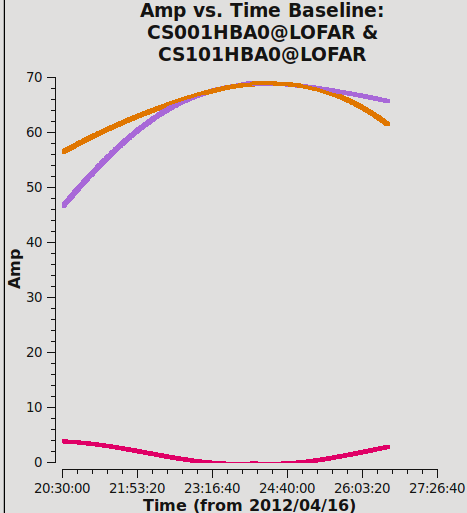 Amp vs. Time Baseline:
CS001HBA0@LOFAR &
CS101HBA0@LOFAR
70
60
50
40
30
20
10
0
Amp
20:30:00 21:53:20 23:16:40 24:40:00 26:03:20 27:26:40
Time (from 2012/04/16)